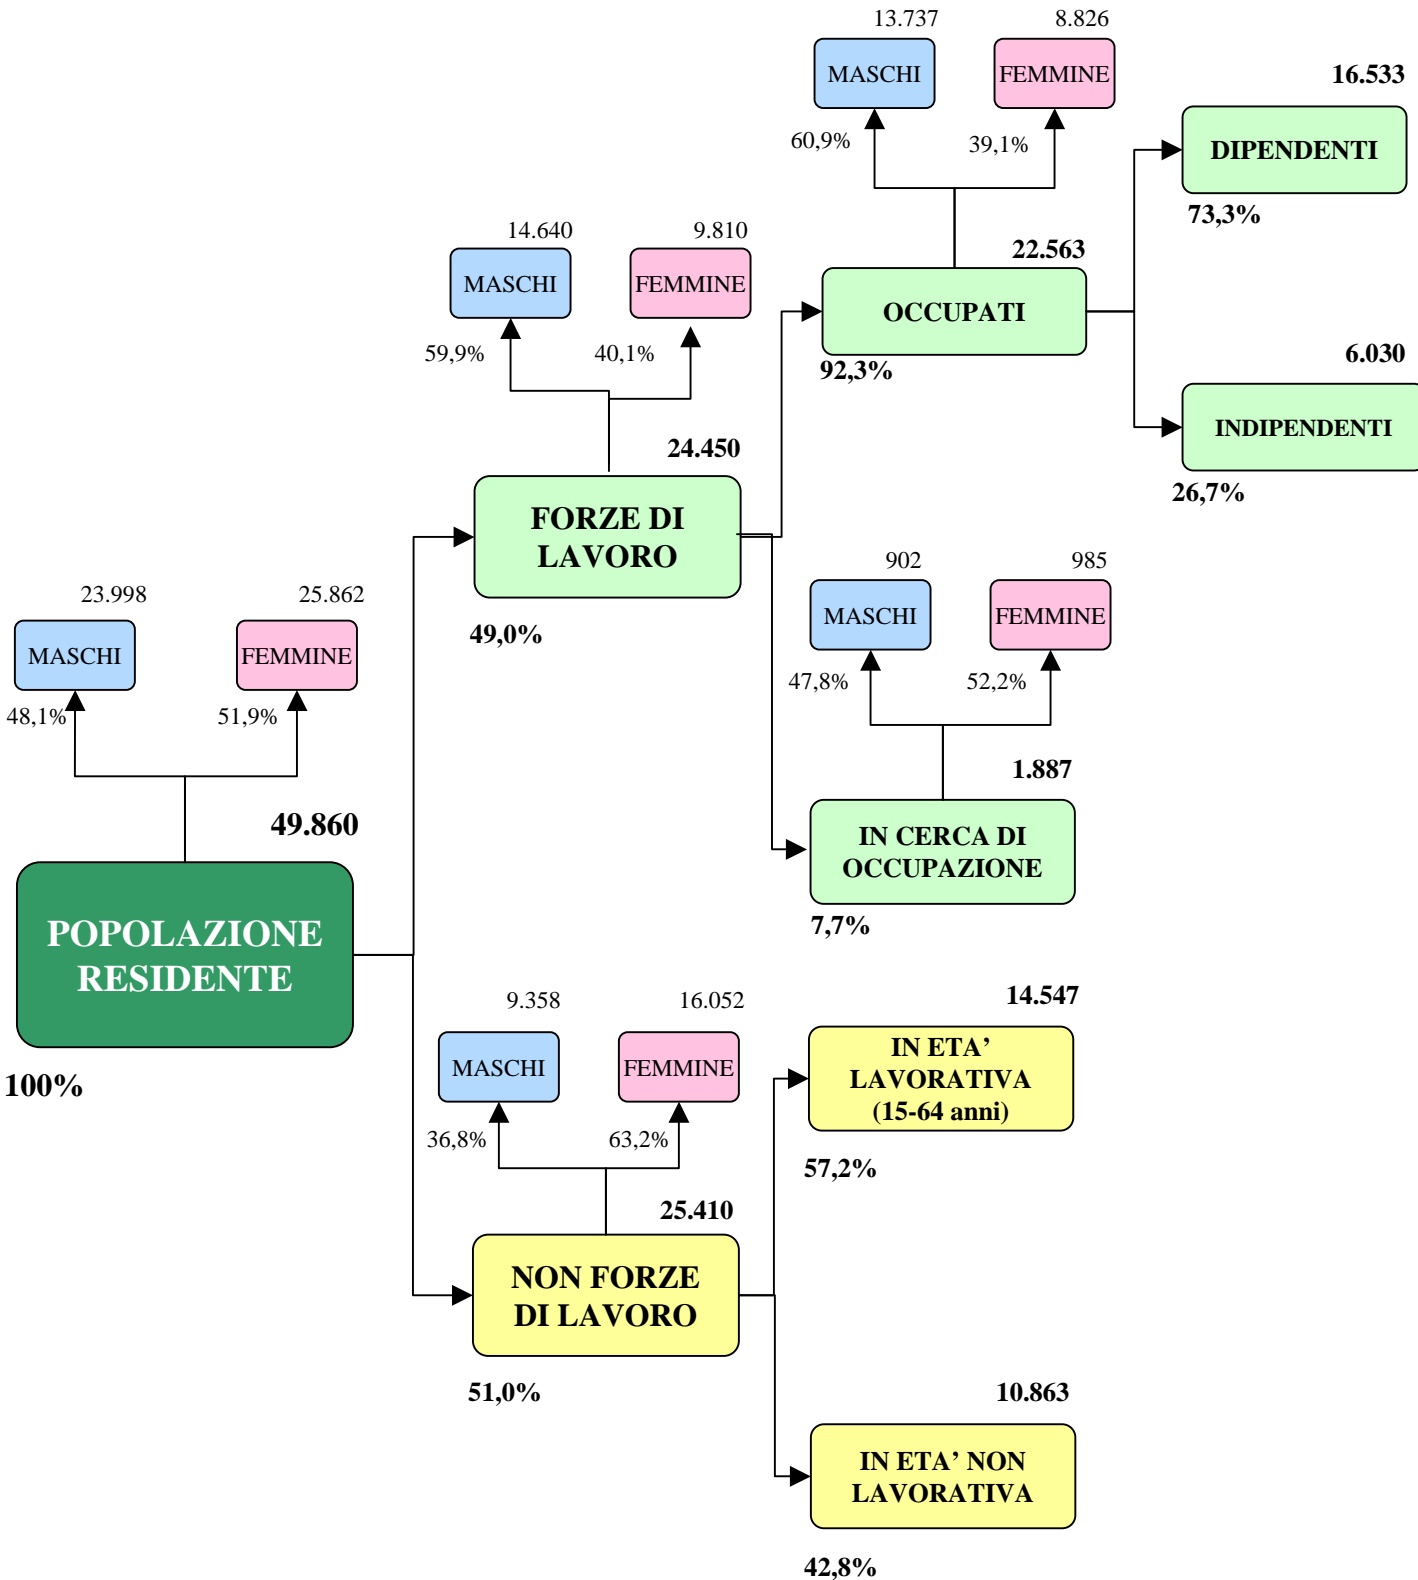 13.737
8.826
MASCHI
FEMMINE
16.533
60,9%
39,1%
DIPENDENTI
73,3%
14.640
9.810
22.563
MASCHI
FEMMINE
OCCUPATI
59,9%
40,1%
92,3%
6.030
INDIPENDENTI
26,7%
24.450
FORZE DI
LAVORO
49,0%
902
985
MASCHI
FEMMINE
47,8%
52,2%
23.998
25.862
MASCHI
FEMMINE
48,1%
51,9%
1.887
IN CERCA DI
OCCUPAZIONE
7,7%
49.860
POPOLAZIONE
RESIDENTE
100%
9.358
16.052
MASCHI
FEMMINE
36,8%
63,2%
14.547
IN ETA’
LAVORATIVA
(15-64 anni)
57,2%
25.410
NON FORZE
DI LAVORO
51,0%
10.863
IN ETA’ NON
LAVORATIVA
42,8%